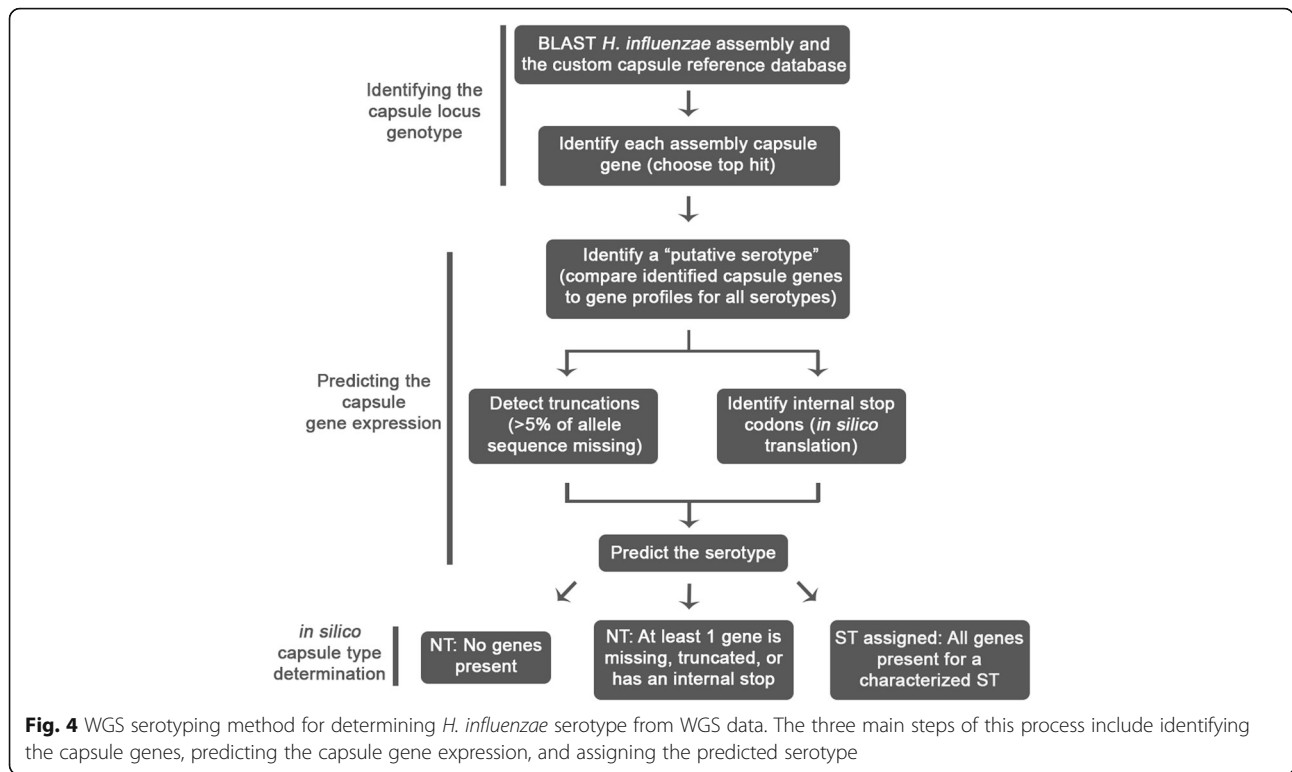 BLAST H. influenzae assembly and
the custom capsule reference database
Identifying the
capsule locus
genotype
Identify each assembly capsule
gene (choose top hit)
Identify a “putative serotype”
(compare identified capsule genes
to gene profiles for all serotypes)
Predicting the
capsule
gene expression
Detect truncations
(>5% of allele
sequence missing)
Identify internal stop
codons (in silico
translation)
Predict the serotype
in silico
capsule type
determination
NT: No genes
present
NT: At least 1 gene is
missing, truncated, or
has an internal stop
ST assigned: All genes
present for a
characterized ST
Fig. 4 WGS serotyping method for determining H. influenzae serotype from WGS data. The three main steps of this process include identifying
the capsule genes, predicting the capsule gene expression, and assigning the predicted serotype